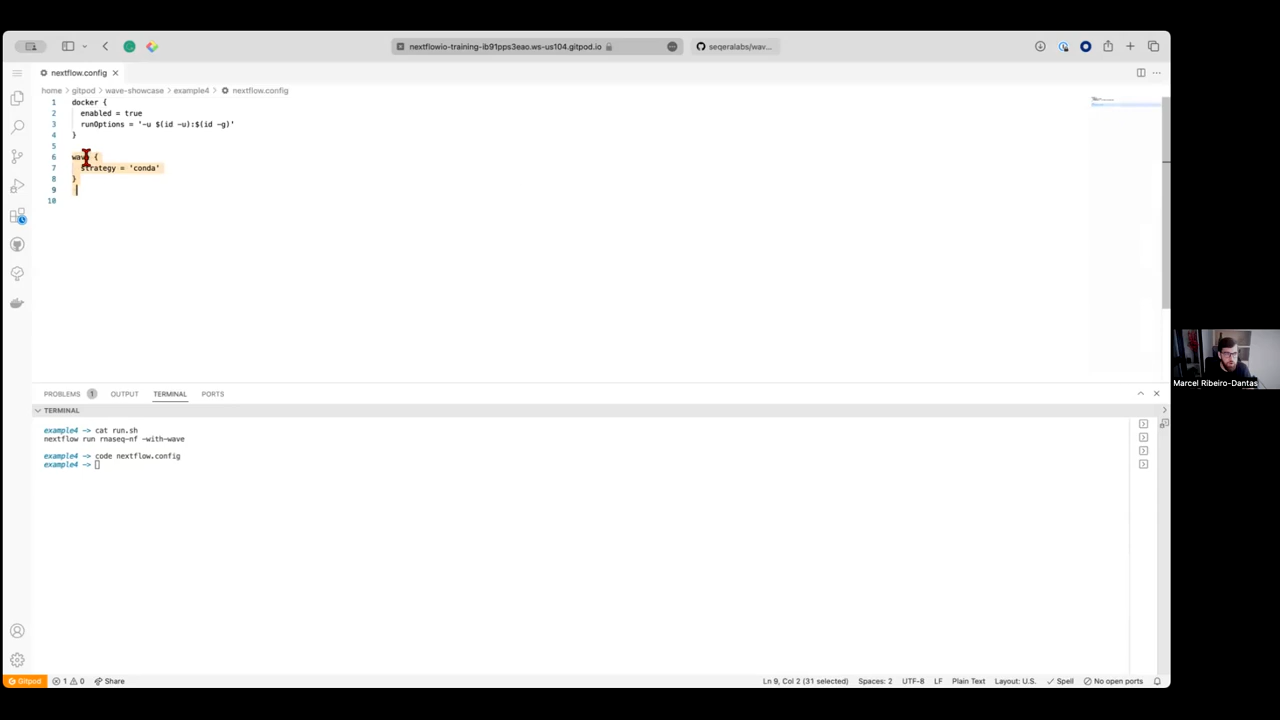 nextflowio-training-ib91pps3eao.ws-us104.gitpod.io
seqeralabs/wav...
nextflow.config
home > gitpod > wave-showcase > example4 > nextflow.config
1 docker {
2 enabled = true
3 runOptions = '-u $(id -u):$(id -g)'
4 }
5
6 wave {
7 strategy = 'conda'
8 }
9
10
Marcel Ribeiro-Dantas
PROBLEMS 1 OUTPUT TERMINAL PORTS
TERMINAL
example4 -> cat run.sh
nextflow run rnaseq-nf -with-wave
example4 -> code nextflow.config
example4 ->
Gitpod 1 0 Share Ln 9, Col 2 (31 selected) Spaces: 2 UTF-8 LF Plain Text Layout: U.S. Spell No open ports